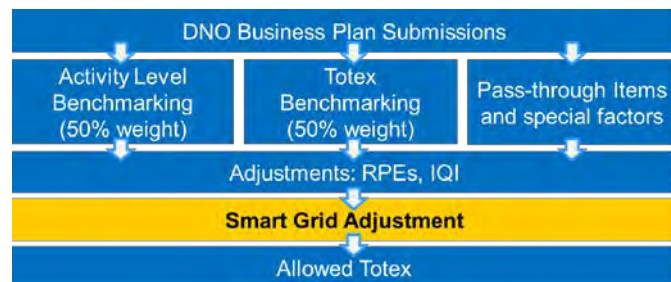 DNO Business Plan Submissions
Activity Level
Benchmarking
(50% weight)
Totex
Benchmarking
(50% weight)
Pass-through Items
and special factors
Adjustments: RPEs, IQI
Smart Grid Adjustment
Allowed Totex